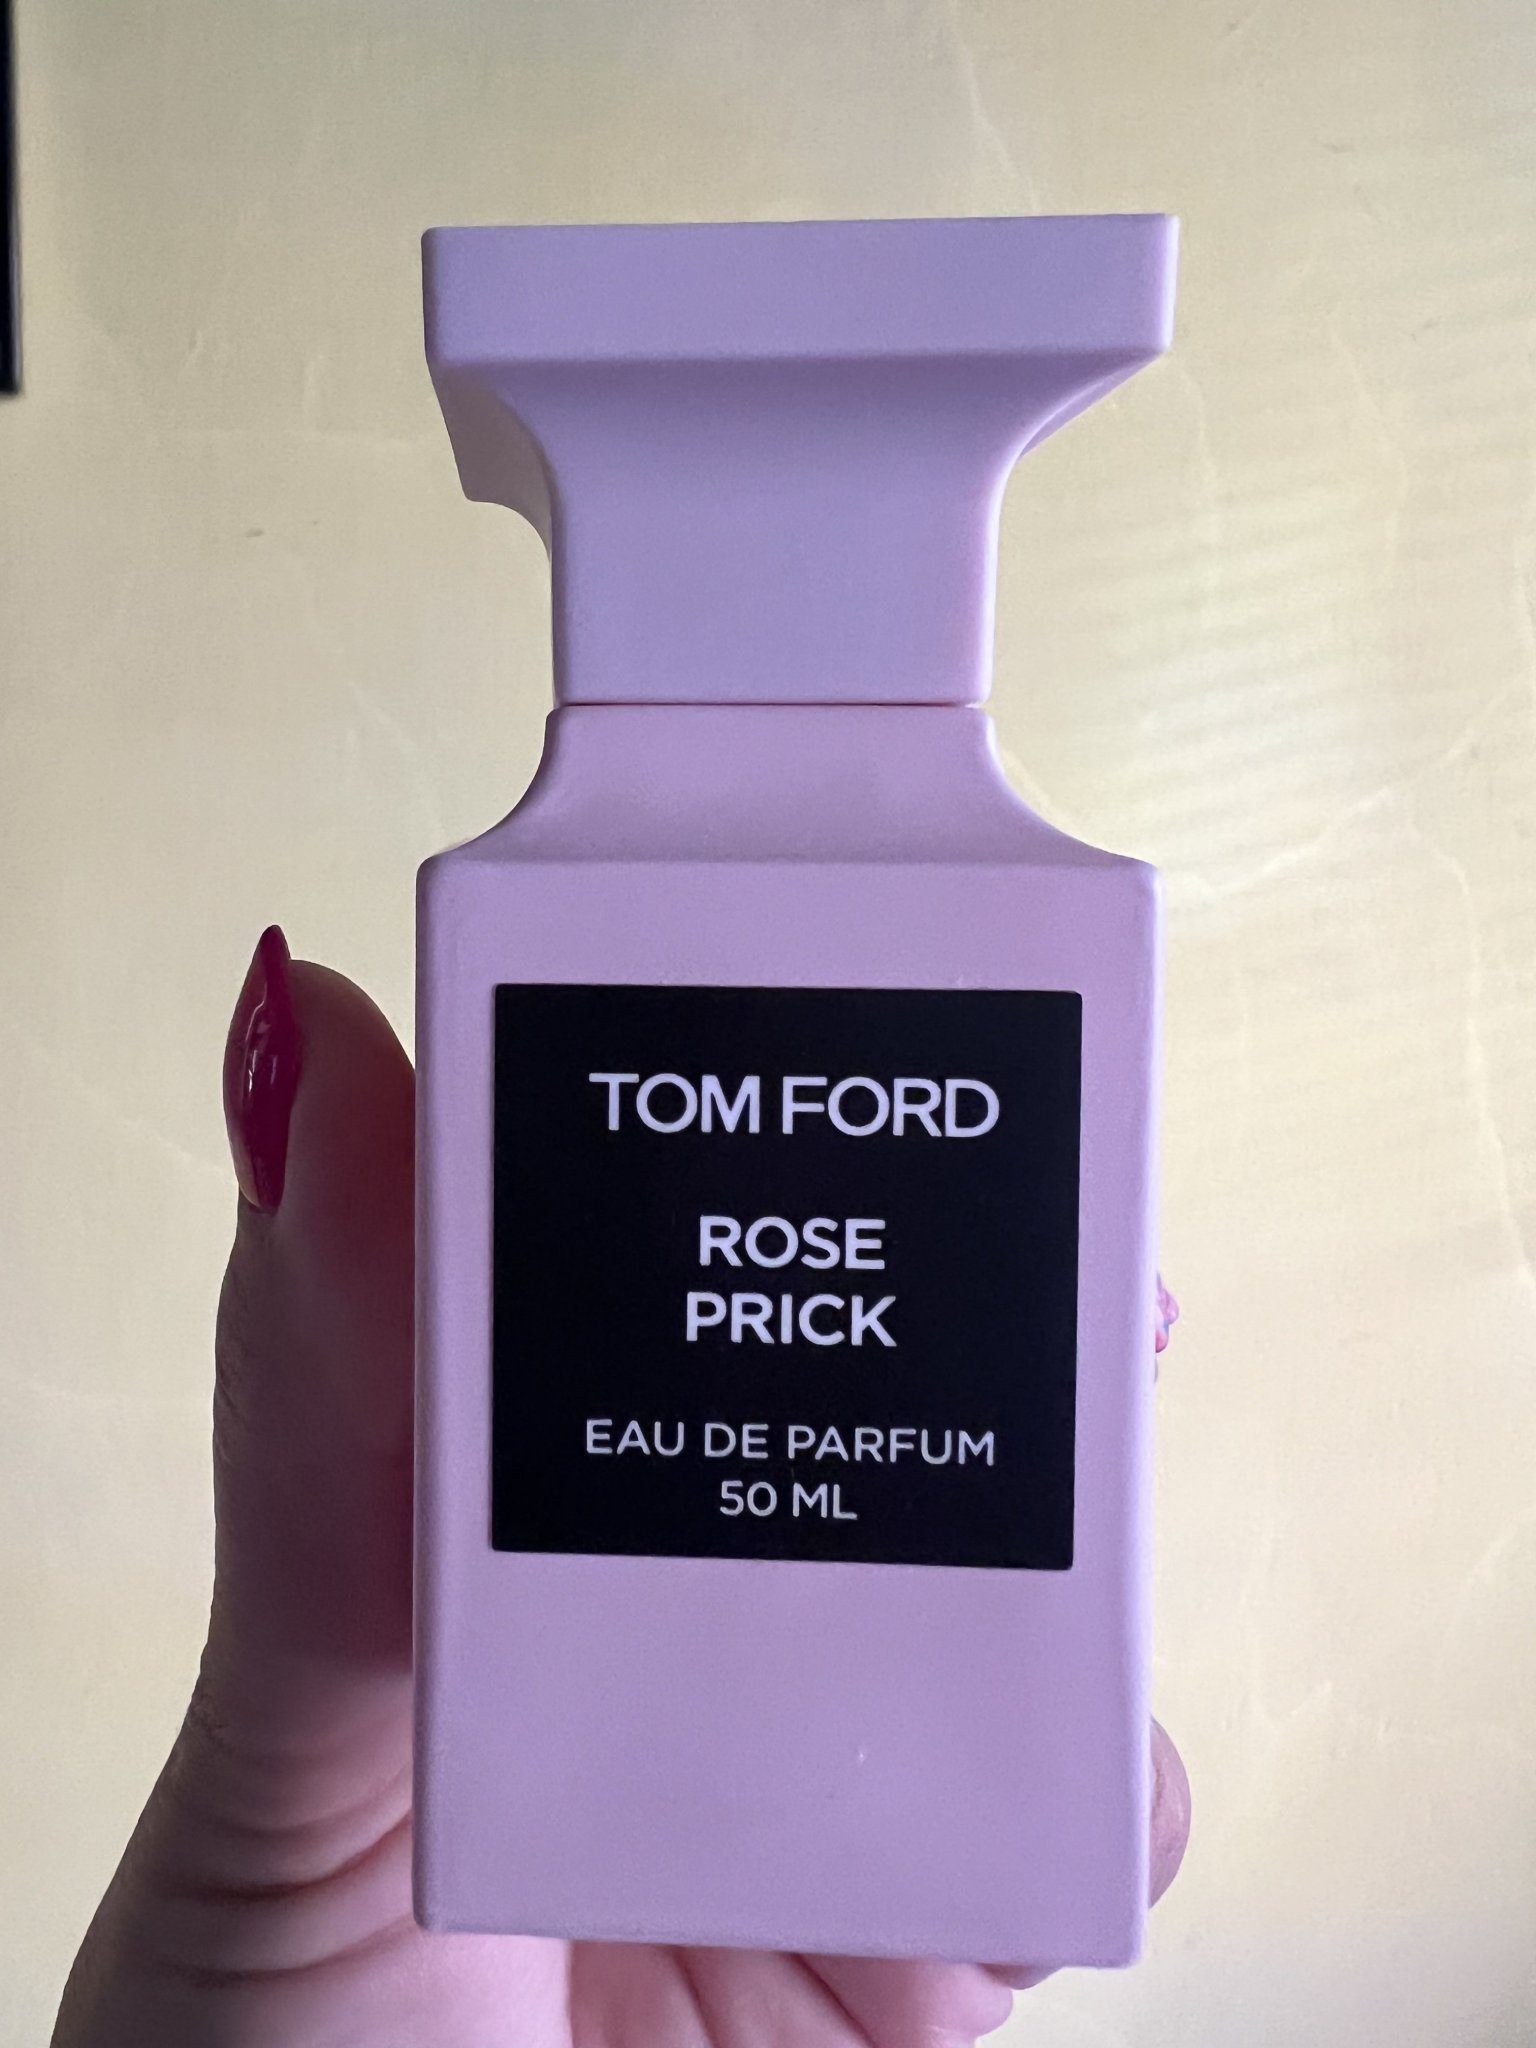 TOM FORD
ROSE
PRICK
EAU DE PARFUM
50 ML